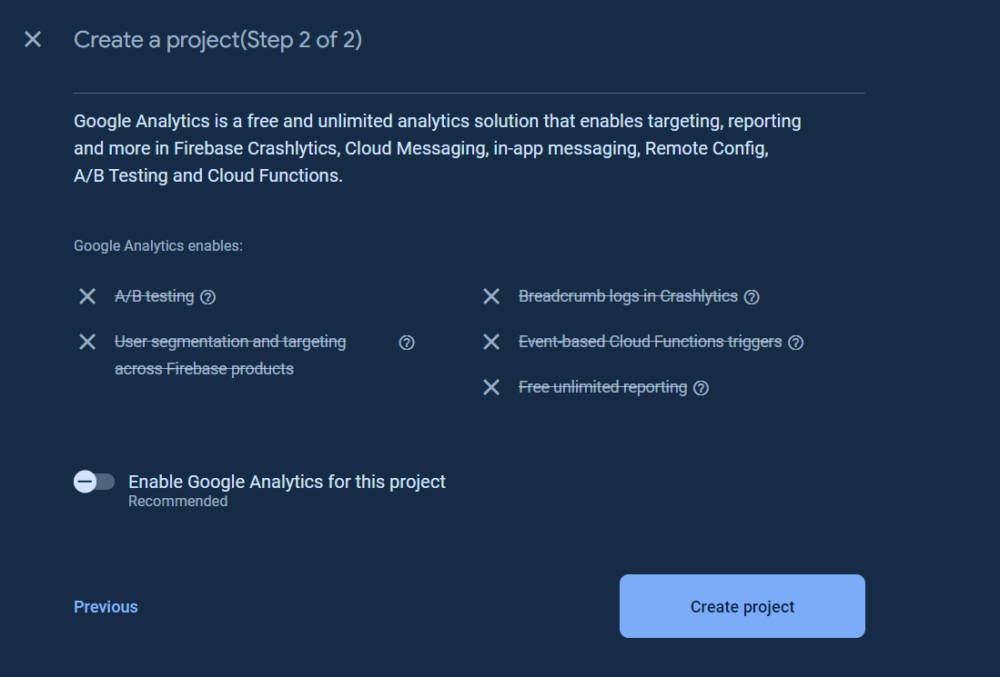 Create a project(Step 2 of 2)
Google Analytics is a free and unlimited analytics solution that enables targeting, reporting
and more in Firebase Crashlytics, Cloud Messaging, in-app messaging, Remote Config,
A/B Testing and Cloud Functions.
Google Analytics enables:
A/B testing
User segmentation and targeting
across Firebase products
Breadcrumb logs in Crashlytics
Event-based Cloud Functions triggers
Free unlimited reporting
Enable Google Analytics for this project
Recommended
Previous
Create project